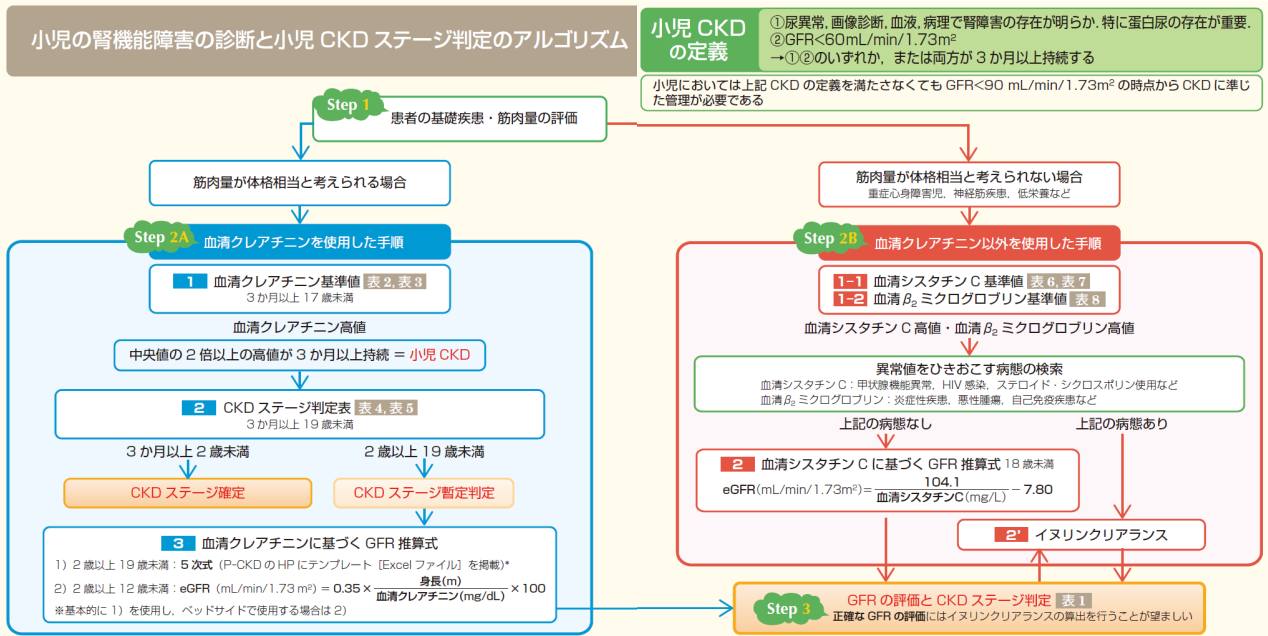 小児の腎機能障害の診断と小児 CKD ステージ判定のアルゴリズム
小児 CKD
の定義
①尿異常, 画像診断, 血液, 病理で腎障害の存在が明らか. 特に蛋白尿の存在が重要.
②GFR<60mL/min/1.73m²
→①②のいずれか，または両方が 3 か月以上持続する
小児においては上記 CKD の定義を満たさなくても GFR<90 mL/min/1.73m² の時点から CKD に準じ
た管理が必要である
Step 1
患者の基礎疾患・筋肉量の評価
筋肉量が体格相当と考えられる場合
Step 2A
血清クレアチニンを使用した手順
1 血清クレアチニン基準値 表 2, 表 3
3 か月以上 17 歳未満
血清クレアチニン高値
中央値の 2 倍以上の高値が 3 か月以上持続 = 小児 CKD
2 CKD ステージ判定表 表 4, 表 5
3 か月以上 19 歳未満
3 か月以上 2 歳未満
2 歳以上 19 歳未満
CKD ステージ確定
CKD ステージ暫定判定
3 血清クレアチニンに基づく GFR 推算式
1）2 歳以上 19 歳未満：5 次式（P-CKD の HP にテンプレート［Excel ファイル］を掲載）*
2）2 歳以上 12 歳未満：eGFR（mL/min/1.73 m²）= 0.35 × 身長(m) / 血清クレアチニン(mg/dL) × 100
※基本的に 1）を使用し，ベッドサイドで使用する場合は 2）
筋肉量が体格相当と考えられない場合
重症心身障害児，神経筋疾患，低栄養など
Step 2B
血清クレアチニン以外を使用した手順
1-1 血清シスタチン C 基準値 表 6, 表 7
1-2 血清 β₂ ミクログロブリン基準値 表 8
血清シスタチン C 高値・血清 β₂ ミクログロブリン高値
異常値をひきおこす病態の検索
血清シスタチン C：甲状腺機能異常，HIV 感染，ステロイド・シクロスポリン使用など
血清 β₂ ミクログロブリン：炎症性疾患，悪性腫瘍，自己免疫疾患など
上記の病態なし
上記の病態あり
2 血清シスタチン C に基づく GFR 推算式 18 歳未満
eGFR(mL/min/1.73m²)= 104.1 / 血清シスタチンC(mg/L) − 7.80
2' イヌリンクリアランス
Step 3
GFR の評価と CKD ステージ判定 表 1
正確な GFR の評価にはイヌリンクリアランスの算出を行うことが望ましい